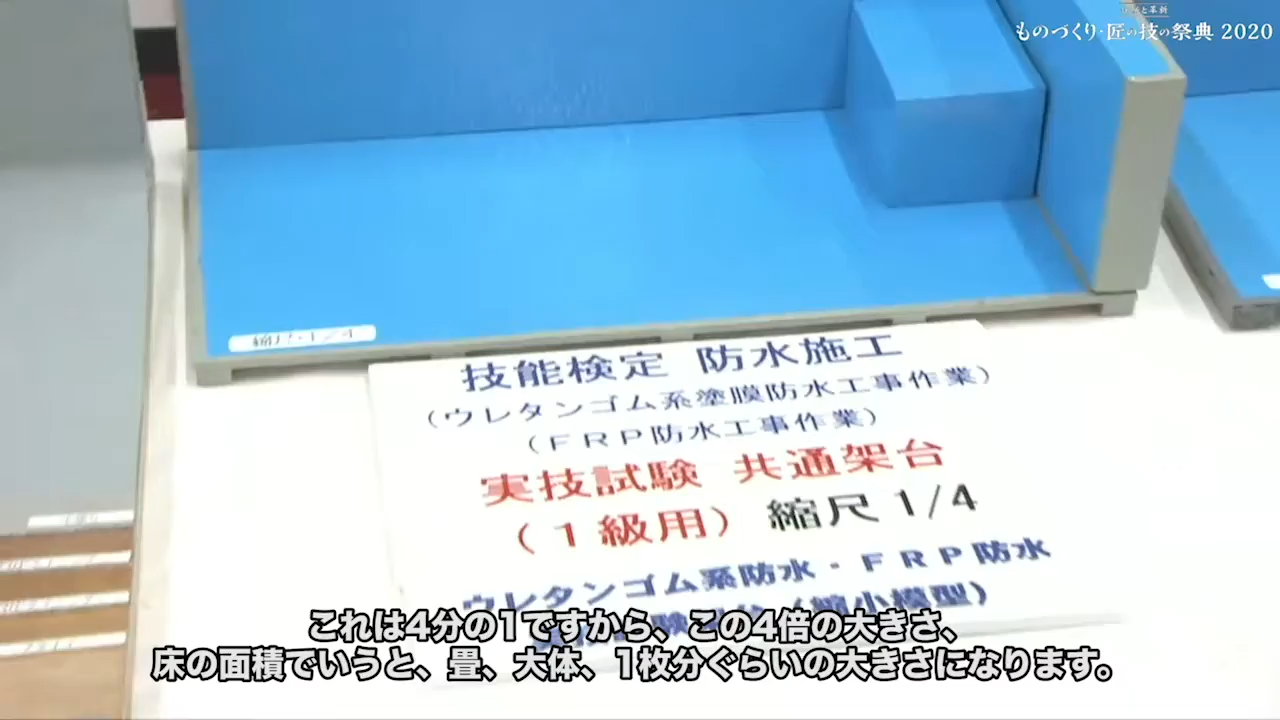 ものづくり・匠の技の祭典 2020
縮尺・1/4
技能検定 防水施工
(ウレタンゴム系塗膜防水工事作業)
(FRP防水工事作業)
実技試験 共通架台
(1級用) 縮尺1/4
ウレタンゴム系防水・FRP防水
(縮小模型)
これは4分の1ですから、この4倍の大きさ、
床の面積でいうと、畳、大体、1枚分ぐらいの大きさになります。